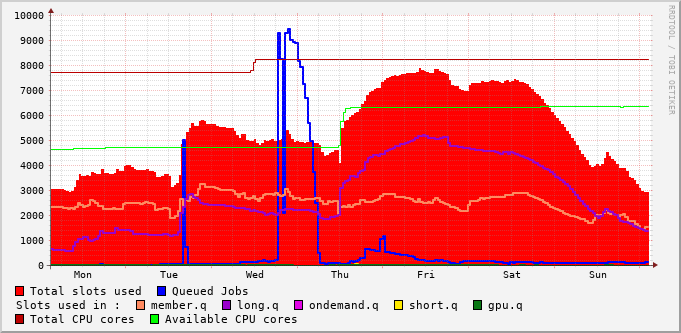 10000
9000
8000
7000
6000
5000
4000
3000
2000
1000
0
Mon Tue Wed Thu Fri Sat Sun
RRDTOOL / TOBI OETIKER
Total slots used Queued Jobs
Slots used in : member.q long.q ondemand.q short.q gpu.q
Total CPU cores Available CPU cores